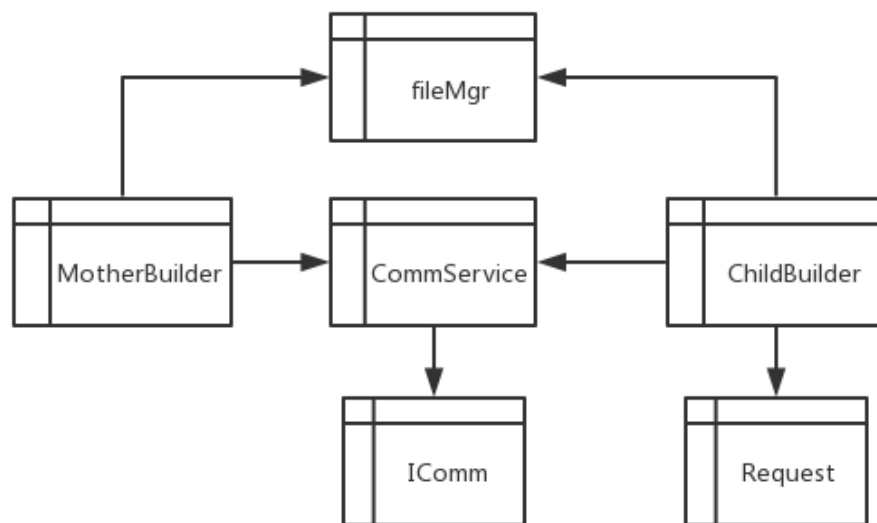 fileMgr
MotherBuilder
CommService
ChildBuilder
IComm
Request